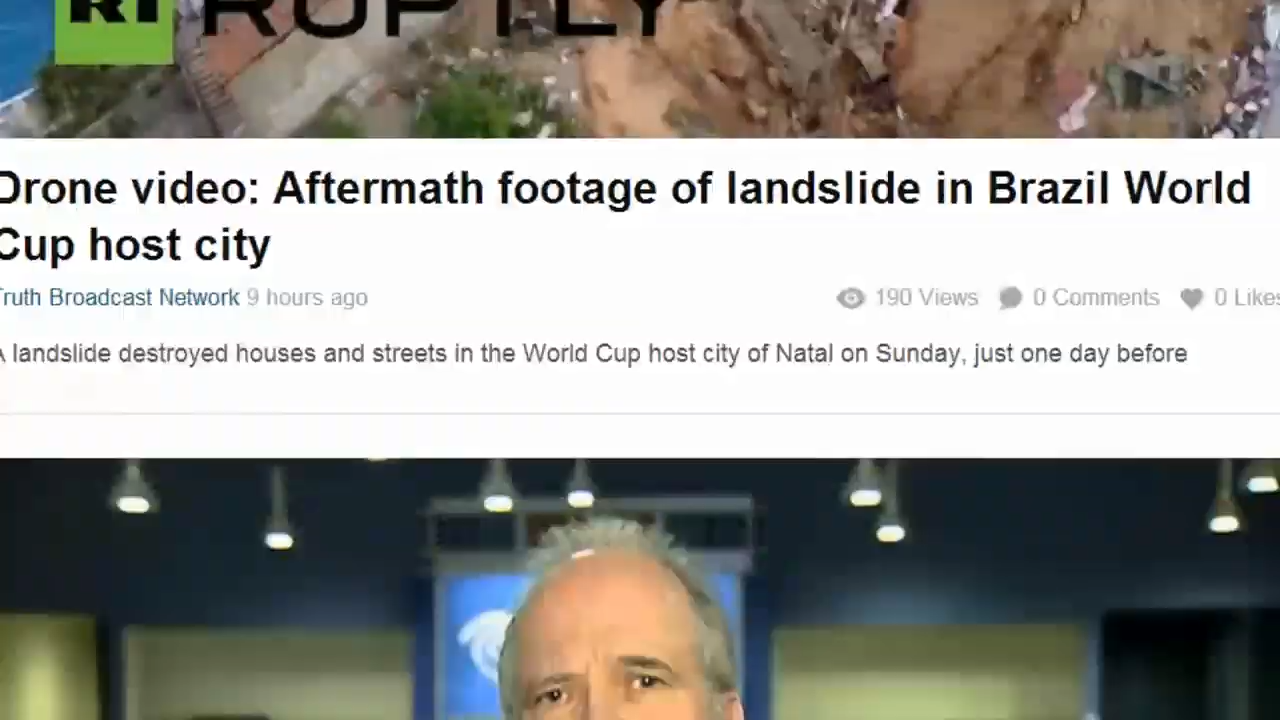 RT RUPTLY
Drone video: Aftermath footage of landslide in Brazil World
Cup host city
Truth Broadcast Network 9 hours ago 190 Views 0 Comments 0 Likes
A landslide destroyed houses and streets in the World Cup host city of Natal on Sunday, just one day before